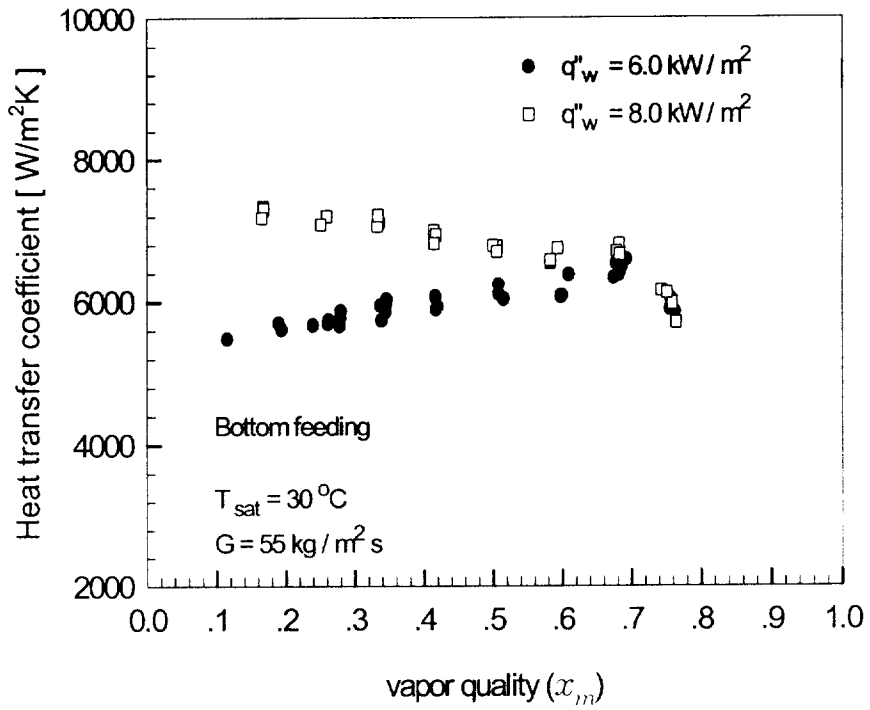 10000
8000
6000
4000
2000
Heat transfer coefficient [ W/m²K ]
q"w = 6.0 kW / m²
q"w = 8.0 kW / m²
Bottom feeding
T sat = 30 °C
G = 55 kg / m² s
0.0 .1 .2 .3 .4 .5 .6 .7 .8 .9 1.0
vapor quality (xm)